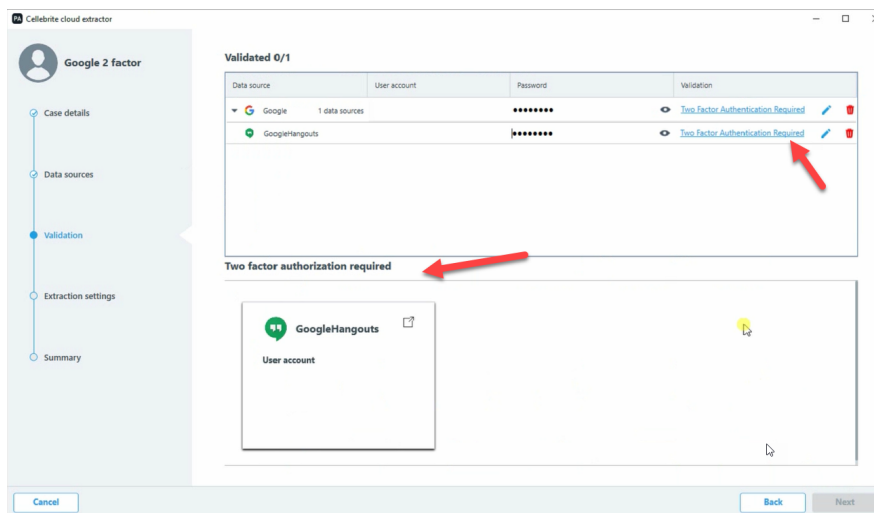 PA Cellebrite cloud extractor
Google 2 factor
Case details
Data sources
Validation
Extraction settings
Summary
Validated 0/1
Data source User account Password Validation
Google 1 data sources •••••••• Two Factor Authentication Required
GoogleHangouts •••••••• Two Factor Authentication Required
Two factor authorization required
GoogleHangouts
User account
Cancel Back Next